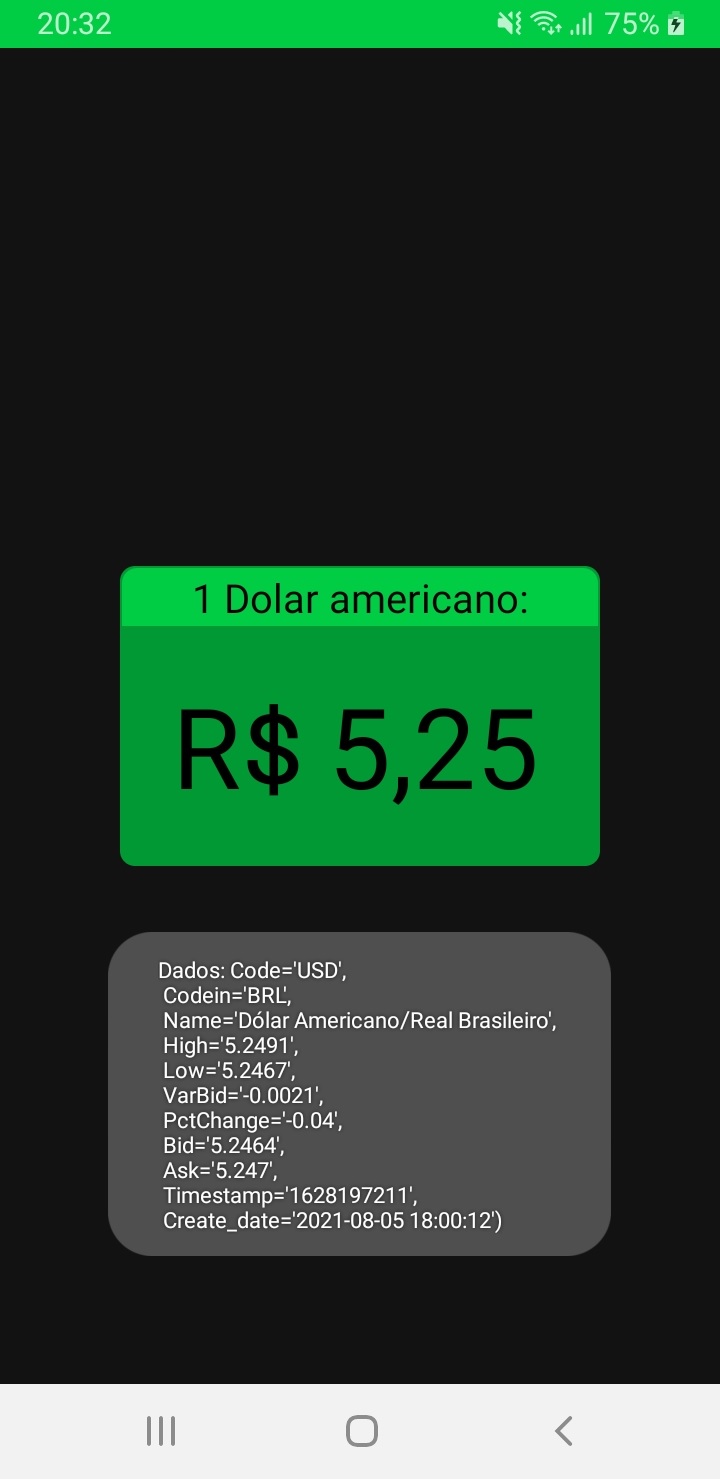 20:32 75%
1 Dolar americano:
R$ 5,25
Dados: Code='USD',
Codein='BRL',
Name='Dólar Americano/Real Brasileiro',
High='5.2491',
Low='5.2467',
VarBid='-0.0021',
PctChange='-0.04',
Bid='5.2464',
Ask='5.247',
Timestamp='1628197211',
Create_date='2021-08-05 18:00:12')